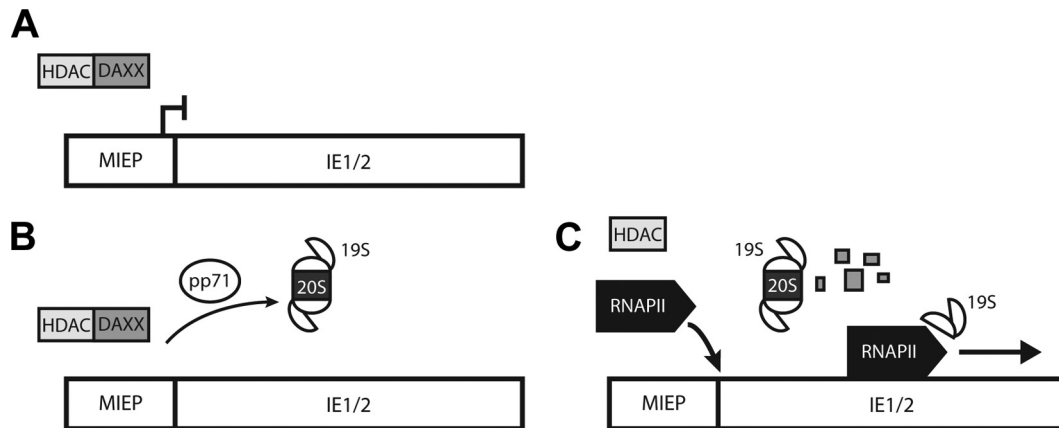 A
HDAC DAXX
MIEP IE1/2
B
pp71
19S
20S
HDAC DAXX
MIEP IE1/2
C
HDAC
19S
20S
RNAPII
19S
RNAPII
MIEP IE1/2